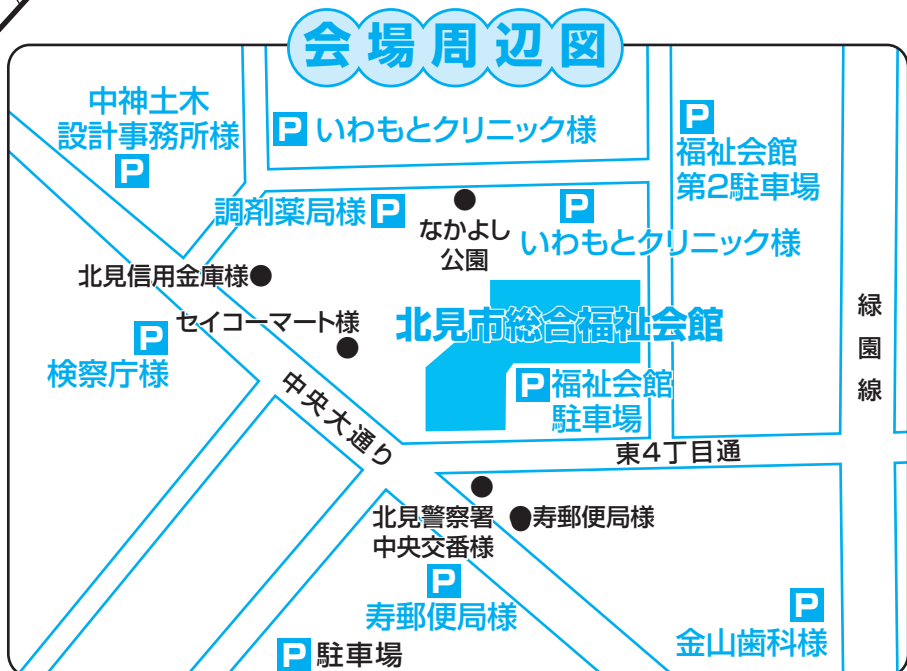 会場周辺図
中神土木
設計事務所様
P
P いわもとクリニック様
P
福祉会館
第2駐車場
調剤薬局様 P
なかよし
公園
P
いわもとクリニック様
北見信用金庫様
セイコーマート様
P
検察庁様
北見市総合福祉会館
P 福祉会館
駐車場
緑園線
中央大通り
東4丁目通
北見警察署
中央交番様
寿郵便局様
P
寿郵便局様
P
金山歯科様
P 駐車場